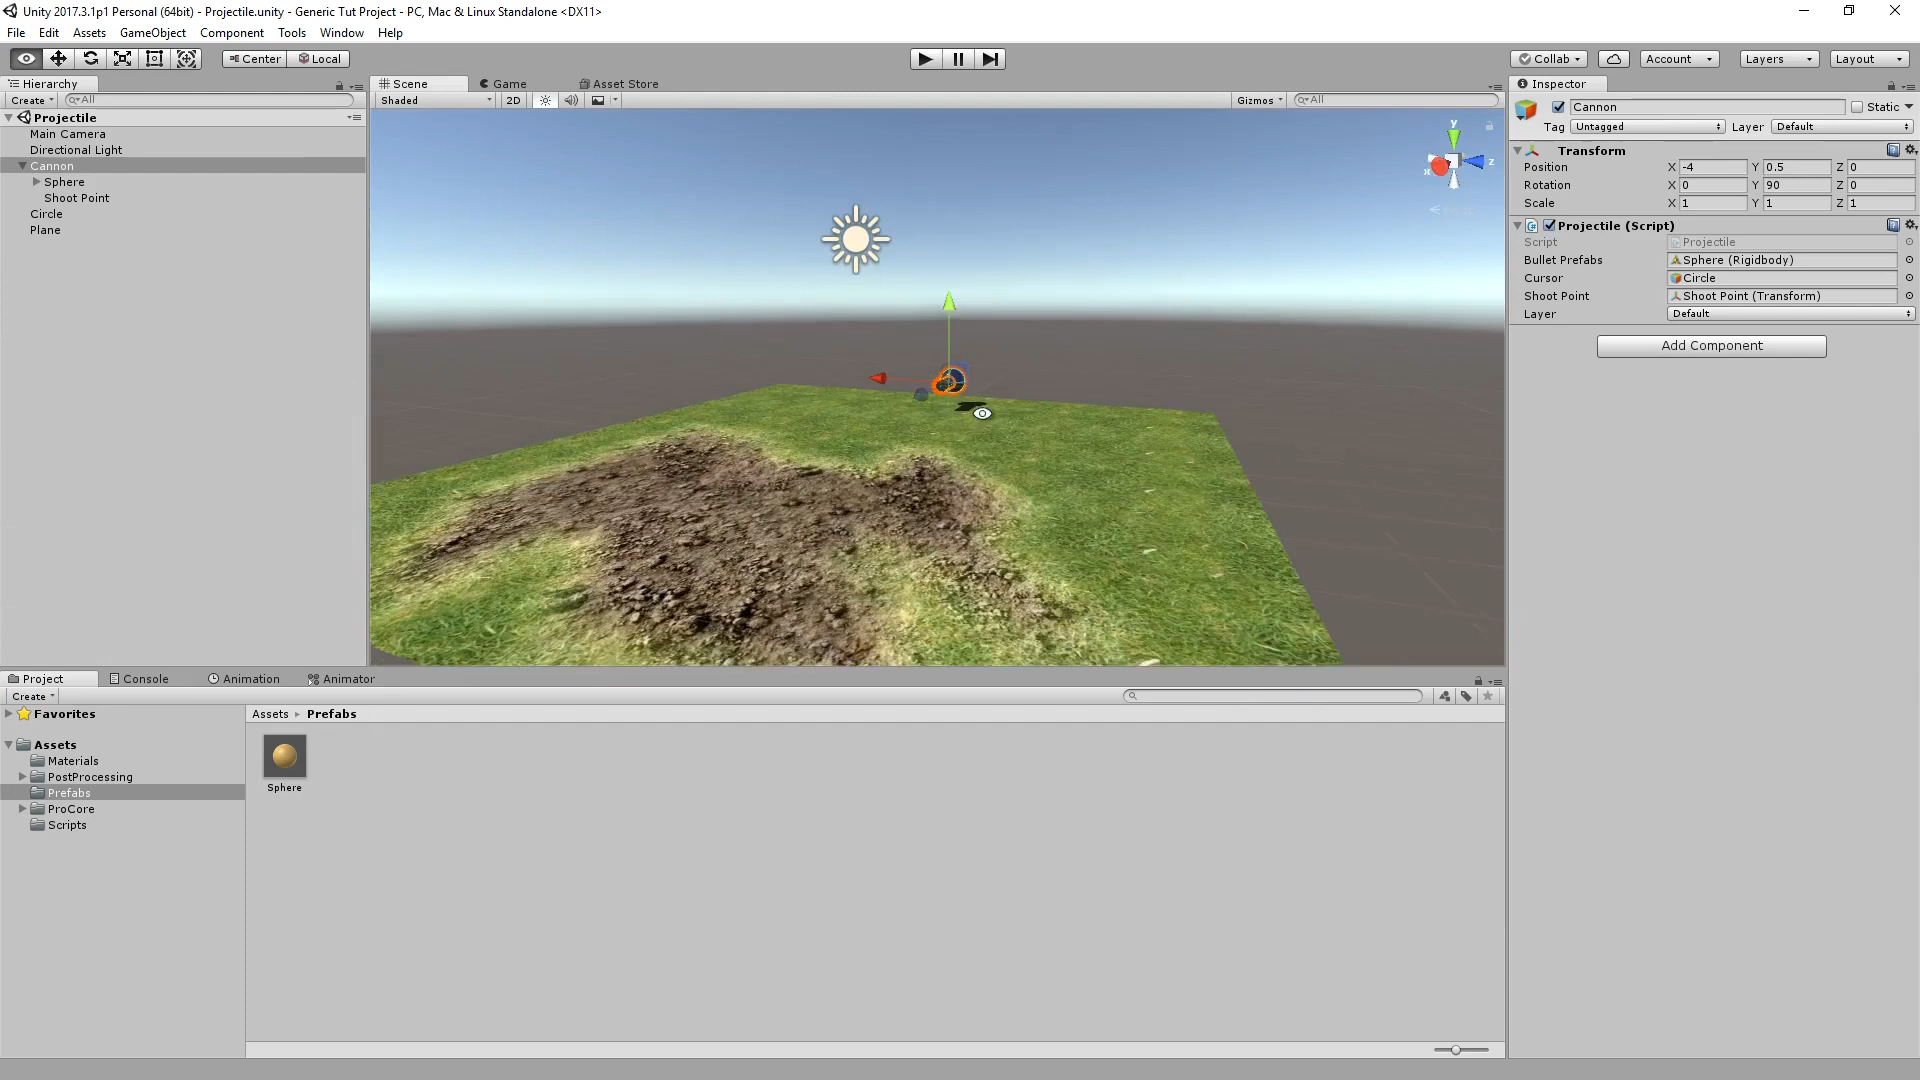 Unity 2017.3.1p1 Personal (64bit) - Projectile.unity - Generic Tut Project - PC, Mac & Linux Standalone <DX11>
File Edit Assets GameObject Component Tools Window Help
Center Local
Collab Account Layers Layout
Hierarchy
Create All
Projectile
Main Camera
Directional Light
Cannon
Sphere
Shoot Point
Circle
Plane
Scene Game Asset Store
Shaded 2D Gizmos All
y
x
z
Inspector
Cannon Static
Tag Untagged Layer Default
Transform
Position X -4 Y 0.5 Z 0
Rotation X 0 Y 90 Z 0
Scale X 1 Y 1 Z 1
Projectile (Script)
Script Projectile
Bullet Prefabs Sphere (Rigidbody)
Cursor Circle
Shoot Point Shoot Point (Transform)
Layer Default
Add Component
Project Console Animation Animator
Create
Favorites
Assets
Materials
PostProcessing
Prefabs
ProCore
Scripts
Assets Prefabs
Sphere